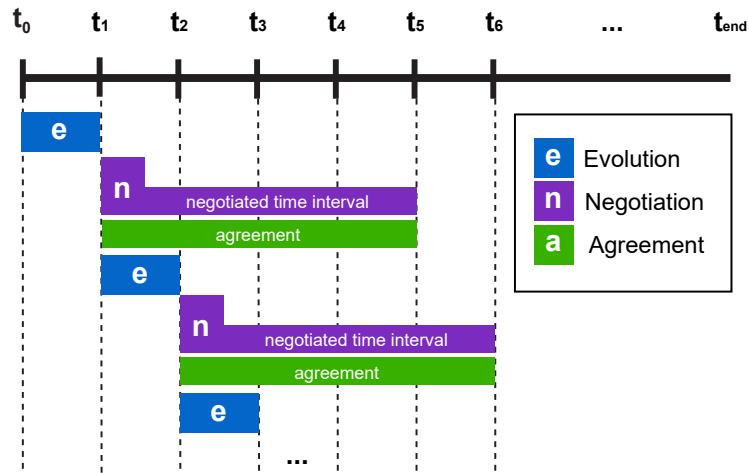 t0 t1 t2 t3 t4 t5 t6 ... tend
e
n
negotiated time interval
agreement
e
n
negotiated time interval
agreement
e
...
e Evolution
n Negotiation
a Agreement